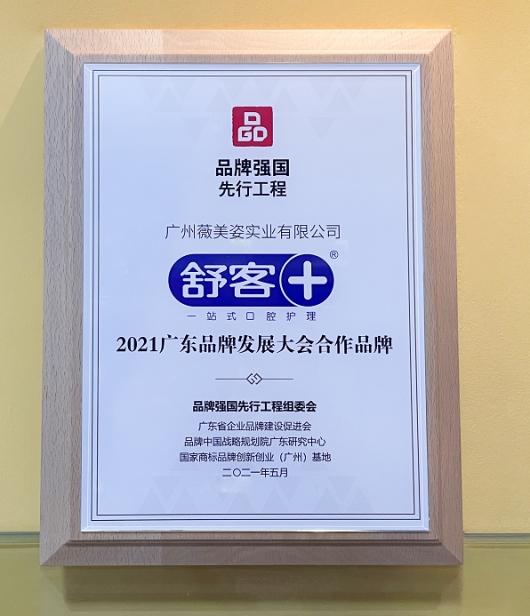 品牌强国
先行工程
广州薇美姿实业有限公司
舒客+®
一站式口腔护理
2021广东品牌发展大会合作品牌
品牌强国先行工程组委会
广东省企业品牌建设促进会
品牌中国战略规划院广东研究中心
国家商标品牌创新创业（广州）基地
二〇二一年五月